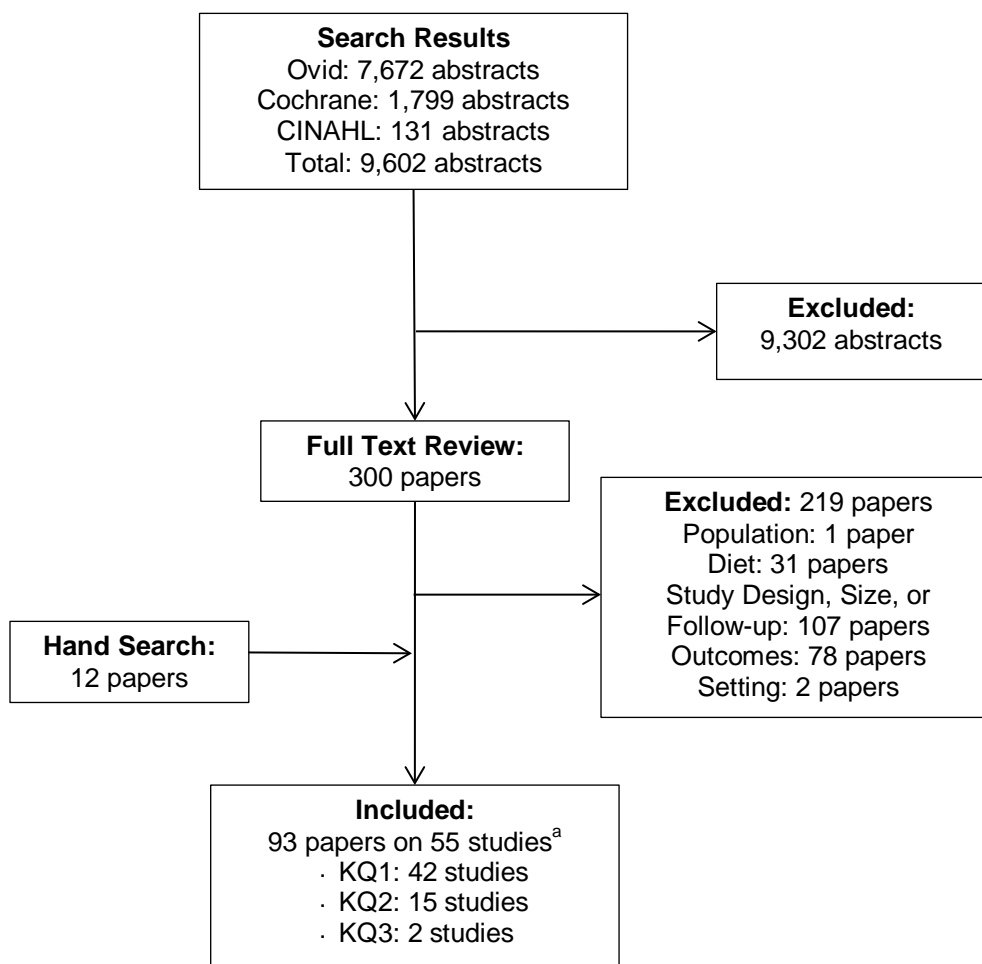 Search Results
Ovid: 7,672 abstracts
Cochrane: 1,799 abstracts
CINAHL: 131 abstracts
Total: 9,602 abstracts
Excluded:
9,302 abstracts
Full Text Review:
300 papers
Excluded: 219 papers
Population: 1 paper
Diet: 31 papers
Study Design, Size, or
Follow-up: 107 papers
Outcomes: 78 papers
Setting: 2 papers
Hand Search:
12 papers
Included:
93 papers on 55 studiesᵃ
· KQ1: 42 studies
· KQ2: 15 studies
· KQ3: 2 studies